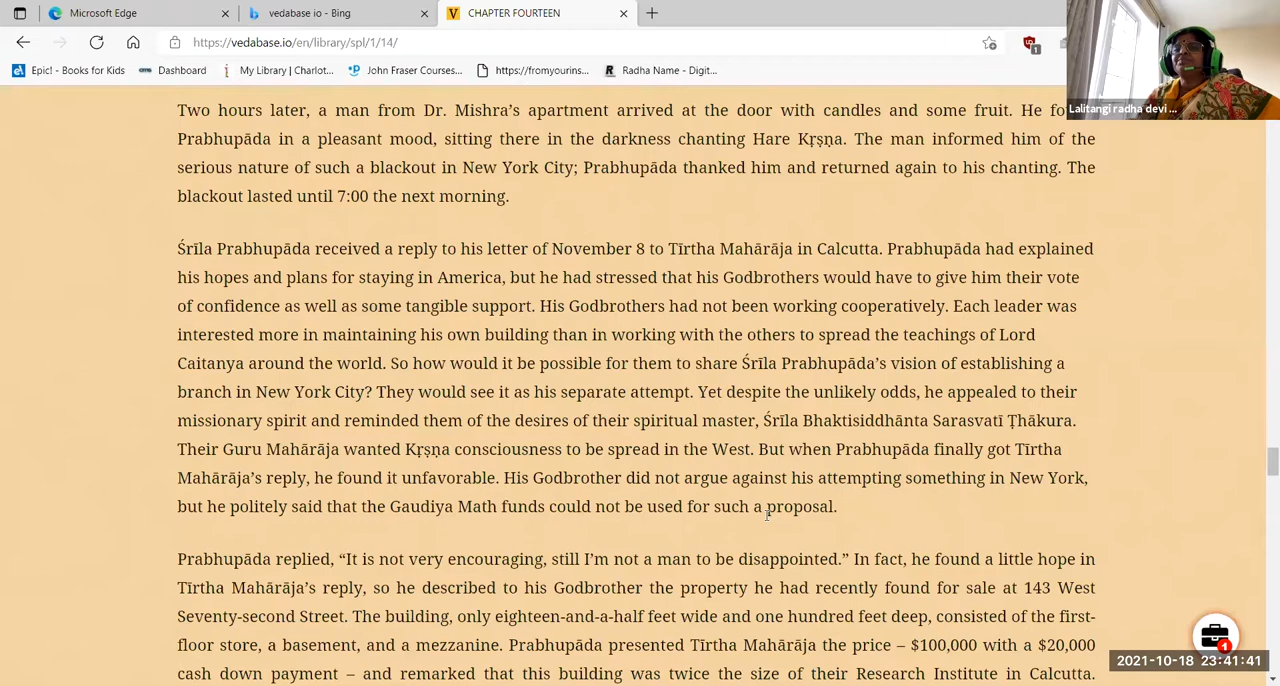 Microsoft Edge
vedabase io - Bing
CHAPTER FOURTEEN
https://vedabase.io/en/library/spl/1/14/
Epic! - Books for Kids
Dashboard
My Library | Charlot...
John Fraser Courses...
https://fromyourins...
Radha Name - Digit...
Lalitangi radha devi ...
Two hours later, a man from Dr. Mishra’s apartment arrived at the door with candles and some fruit. He
Prabhupāda in a pleasant mood, sitting there in the darkness chanting Hare Kṛṣṇa. The man informed him of the
serious nature of such a blackout in New York City; Prabhupāda thanked him and returned again to his chanting. The
blackout lasted until 7:00 the next morning.
Śrīla Prabhupāda received a reply to his letter of November 8 to Tīrtha Mahārāja in Calcutta. Prabhupāda had explained
his hopes and plans for staying in America, but he had stressed that his Godbrothers would have to give him their vote
of confidence as well as some tangible support. His Godbrothers had not been working cooperatively. Each leader was
interested more in maintaining his own building than in working with the others to spread the teachings of Lord
Caitanya around the world. So how would it be possible for them to share Śrīla Prabhupāda’s vision of establishing a
branch in New York City? They would see it as his separate attempt. Yet despite the unlikely odds, he appealed to their
missionary spirit and reminded them of the desires of their spiritual master, Śrīla Bhaktisiddhānta Sarasvatī Ṭhākura.
Their Guru Mahārāja wanted Kṛṣṇa consciousness to be spread in the West. But when Prabhupāda finally got Tīrtha
Mahārāja’s reply, he found it unfavorable. His Godbrother did not argue against his attempting something in New York,
but he politely said that the Gaudiya Math funds could not be used for such a proposal.
Prabhupāda replied, “It is not very encouraging, still I’m not a man to be disappointed.” In fact, he found a little hope in
Tīrtha Mahārāja’s reply, so he described to his Godbrother the property he had recently found for sale at 143 West
Seventy-second Street. The building, only eighteen-and-a-half feet wide and one hundred feet deep, consisted of the first-
floor store, a basement, and a mezzanine. Prabhupāda presented Tīrtha Mahārāja the price – $100,000 with a $20,000
cash down payment – and remarked that this building was twice the size of their Research Institute in Calcutta.
1
1
2021-10-18 23:41:41